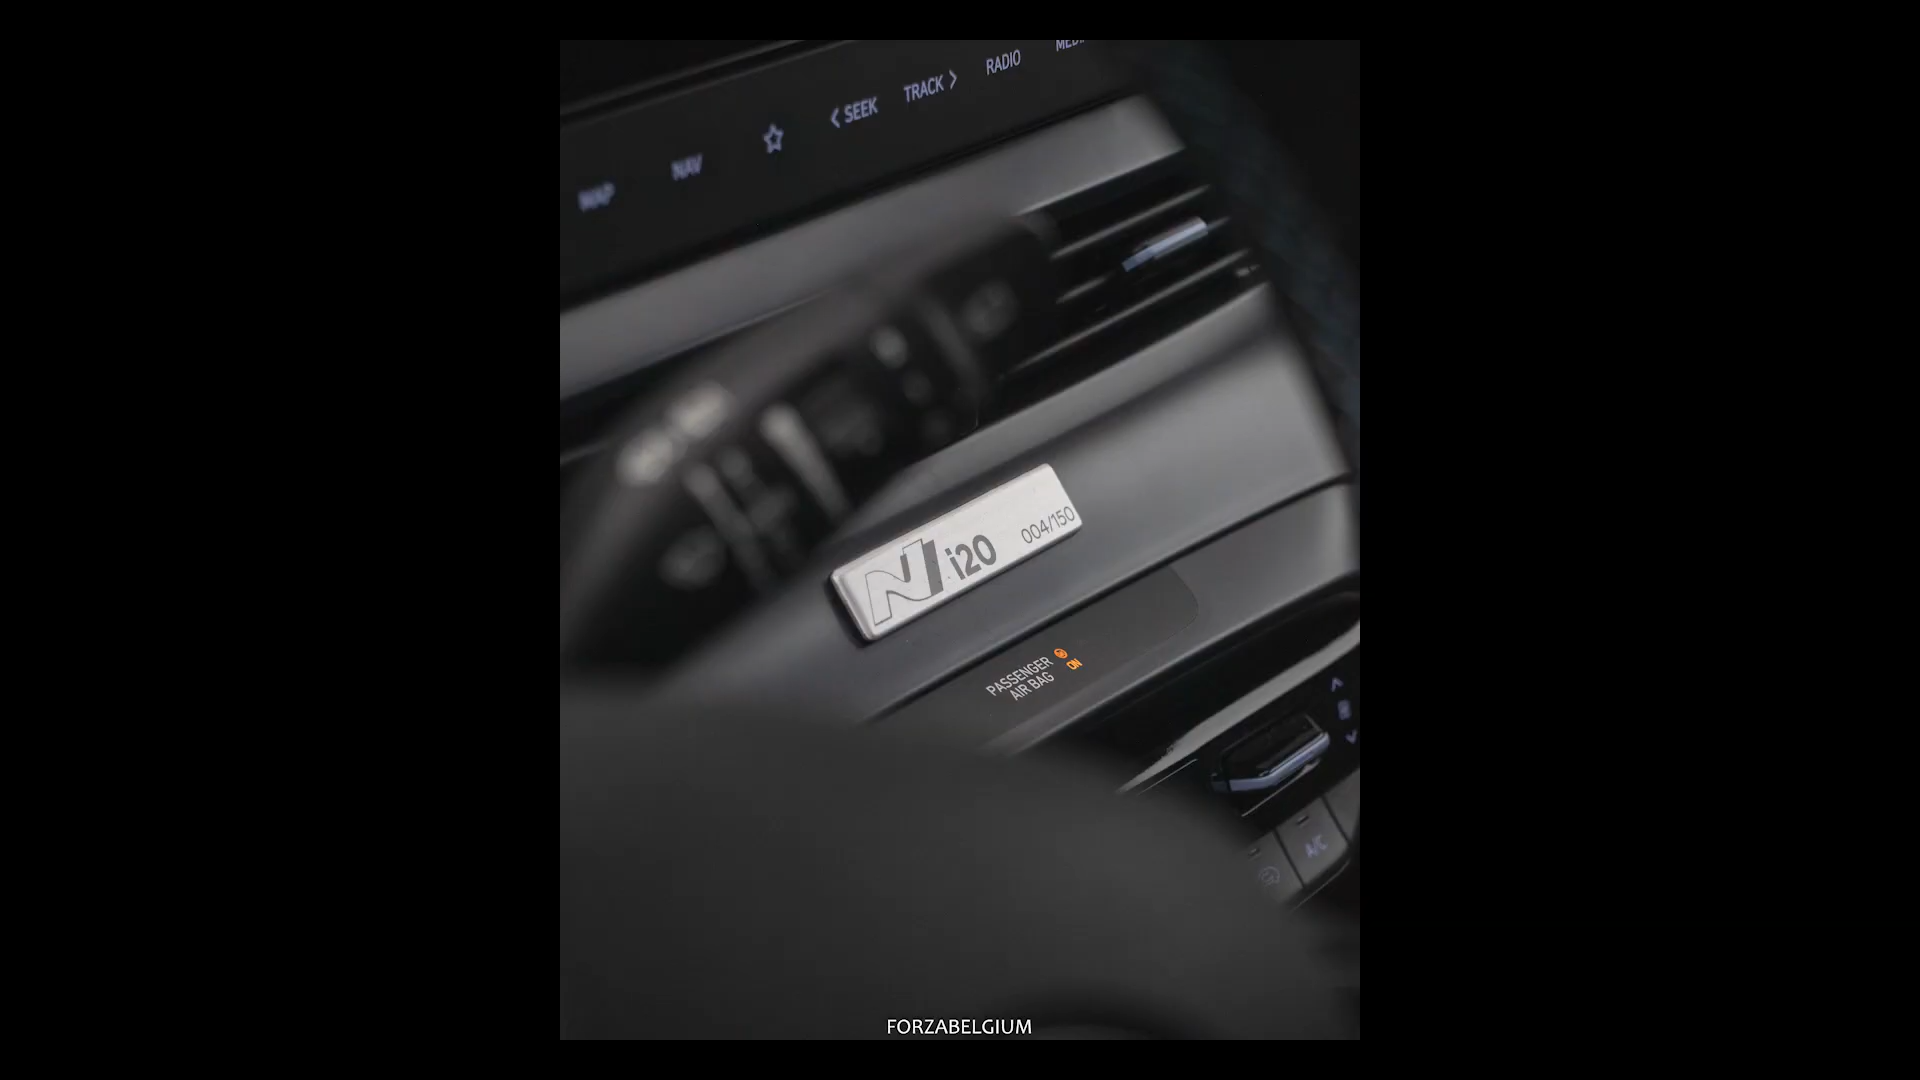 MAP NAV < SEEK TRACK > RADIO
N i20 004/150
PASSENGER
AIR BAG ON
A/C
FORZABELGIUM